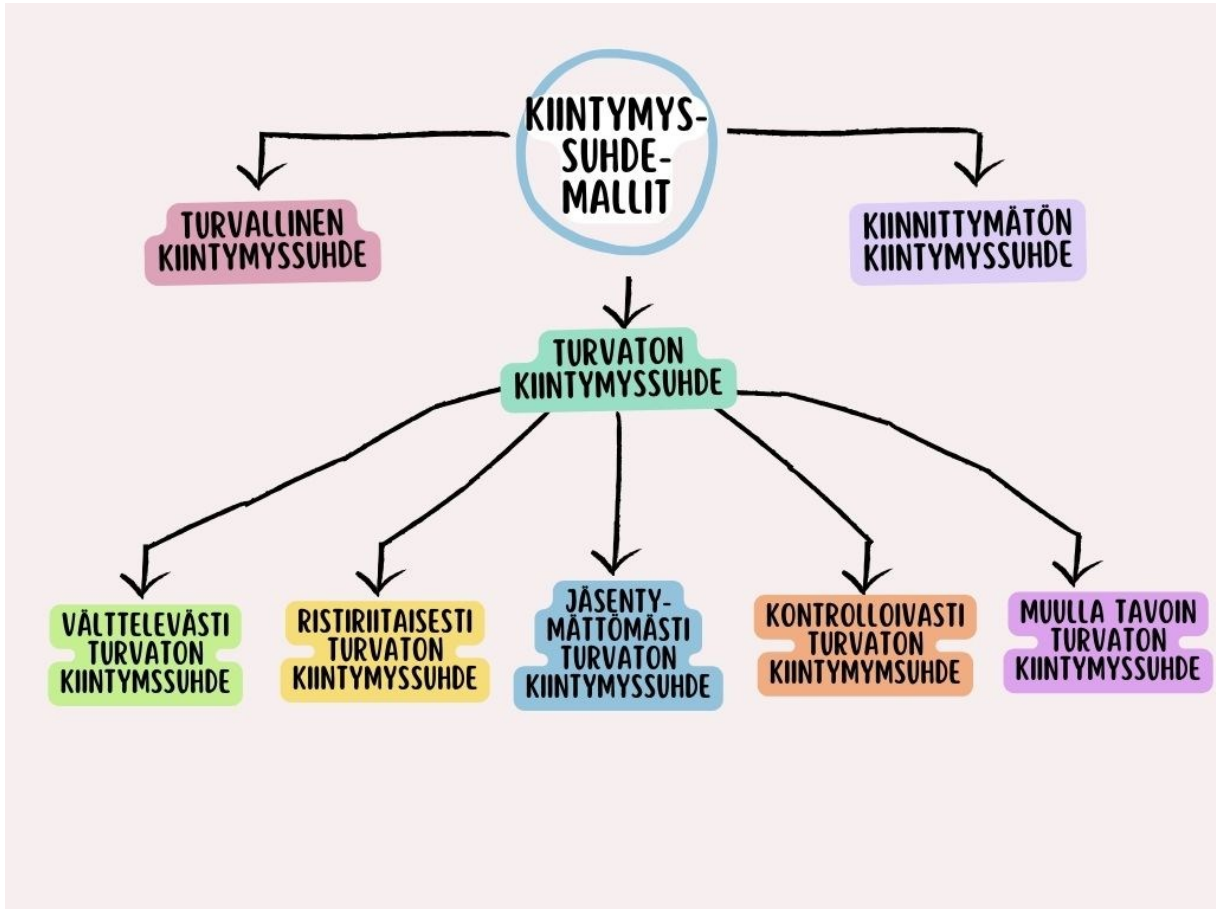 KIINTYMYS-
SUHDE-
MALLIT
TURVALLINEN
KIINTYMYSSUHDE
KIINNITTYMÄTÖN
KIINTYMYSSUHDE
TURVATON
KIINTYMYSSUHDE
VÄLTTELEVÄSTI
TURVATON
KIINTYMSSUHDE
RISTIRIITAISESTI
TURVATON
KIINTYMYSSUHDE
JÄSENTY-
MÄTTÖMÄSTI
TURVATON
KIINTYMYSSUHDE
KONTROLLOIVASTI
TURVATON
KIINTYMYMSUHDE
MUULLA TAVOIN
TURVATON
KIINTYMYSSUHDE